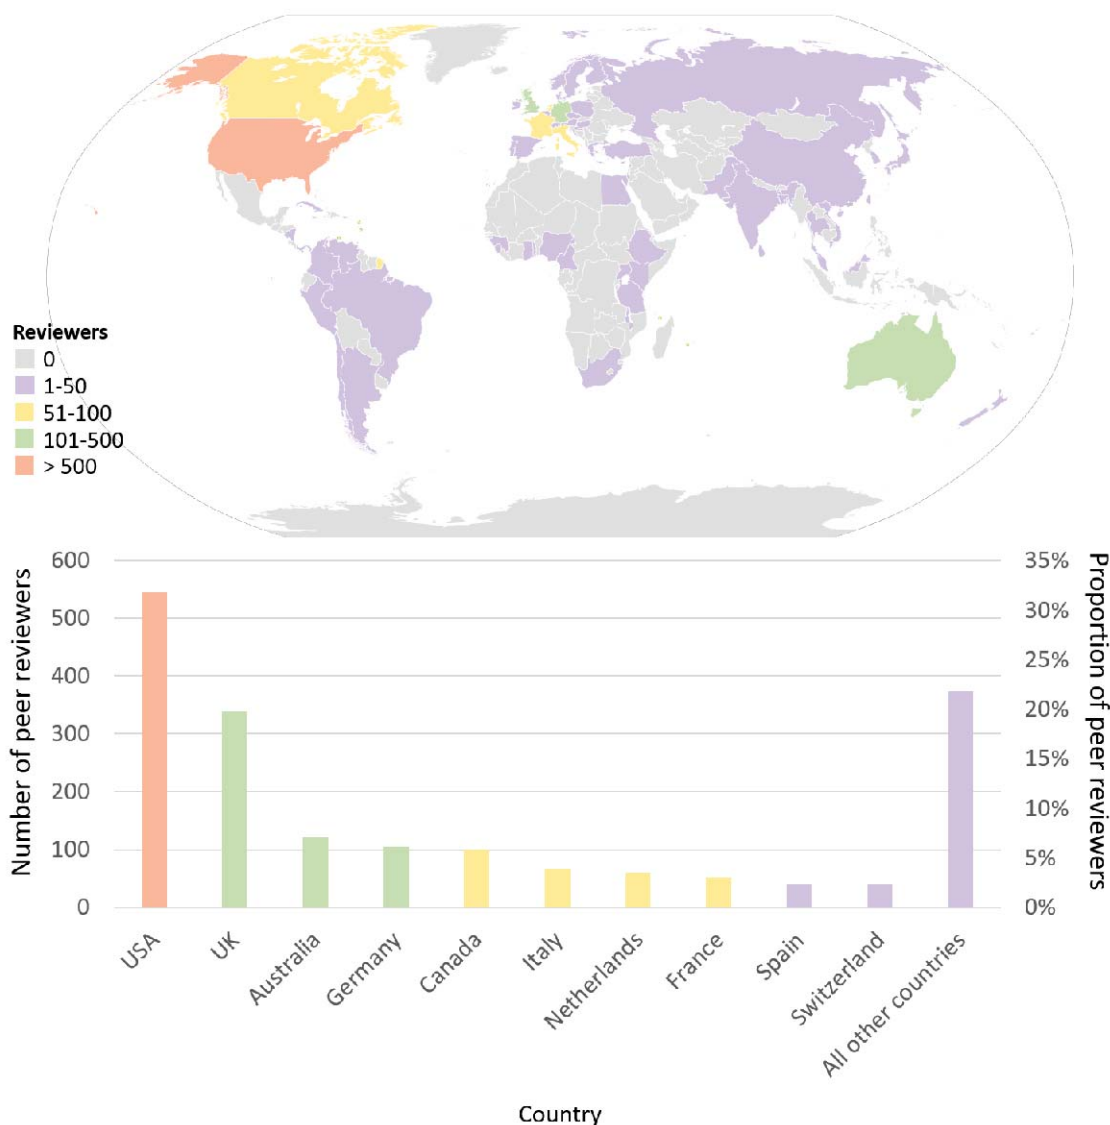 Reviewers
0
1-50
51-100
101-500
> 500
Number of peer reviewers
600
500
400
300
200
100
0
35%
30%
25%
20%
15%
10%
5%
0%
Proportion of peer reviewers
USA
UK
Australia
Germany
Canada
Italy
Netherlands
France
Spain
Switzerland
All other countries
Country